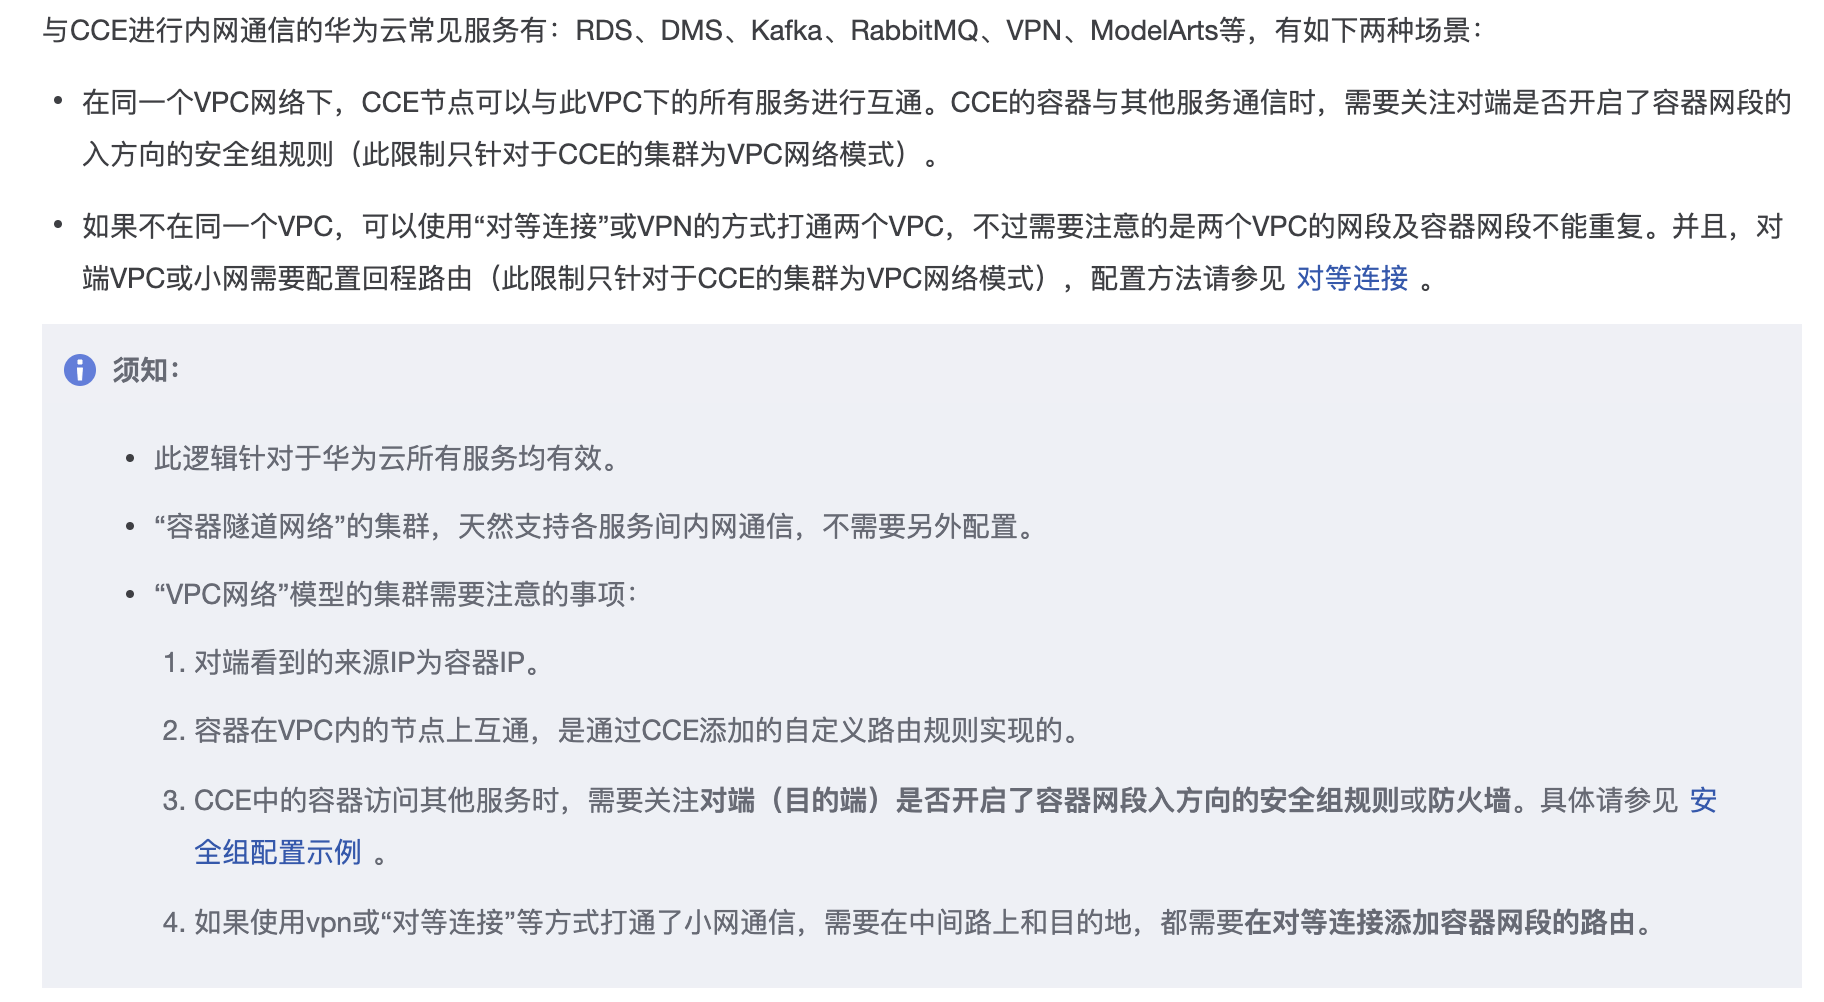 与CCE进行内网通信的华为云常见服务有：RDS、DMS、Kafka、RabbitMQ、VPN、ModelArts等，有如下两种场景：
• 在同一个VPC网络下，CCE节点可以与此VPC下的所有服务进行互通。CCE的容器与其他服务通信时，需要关注对端是否开启了容器网段的
入方向的安全组规则（此限制只针对于CCE的集群为VPC网络模式）。
• 如果不在同一个VPC，可以使用“对等连接”或VPN的方式打通两个VPC，不过需要注意的是两个VPC的网段及容器网段不能重复。并且，对
端VPC或小网需要配置回程路由（此限制只针对于CCE的集群为VPC网络模式），配置方法请参见 对等连接 。
须知：
• 此逻辑针对于华为云所有服务均有效。
• “容器隧道网络”的集群，天然支持各服务间内网通信，不需要另外配置。
• “VPC网络”模型的集群需要注意的事项：
1. 对端看到的来源IP为容器IP。
2. 容器在VPC内的节点上互通，是通过CCE添加的自定义路由规则实现的。
3. CCE中的容器访问其他服务时，需要关注对端（目的端）是否开启了容器网段入方向的安全组规则或防火墙。具体请参见 安
全组配置示例 。
4. 如果使用vpn或“对等连接”等方式打通了小网通信，需要在中间路上和目的地，都需要在对等连接添加容器网段的路由。